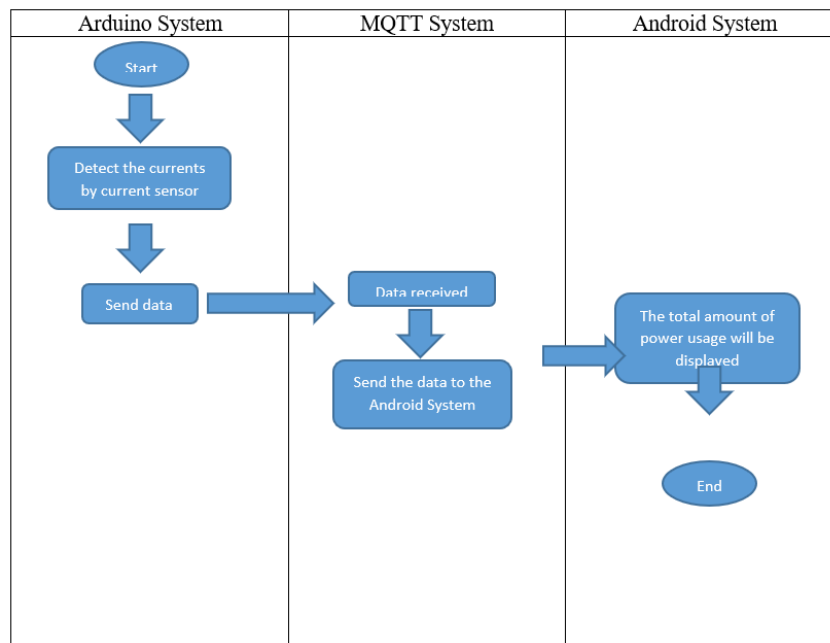 Arduino System
MQTT System
Android System
Start
Detect the currents
by current sensor
Send data
Data received
Send the data to the
Android System
The total amount of
power usage will be
displayed
End